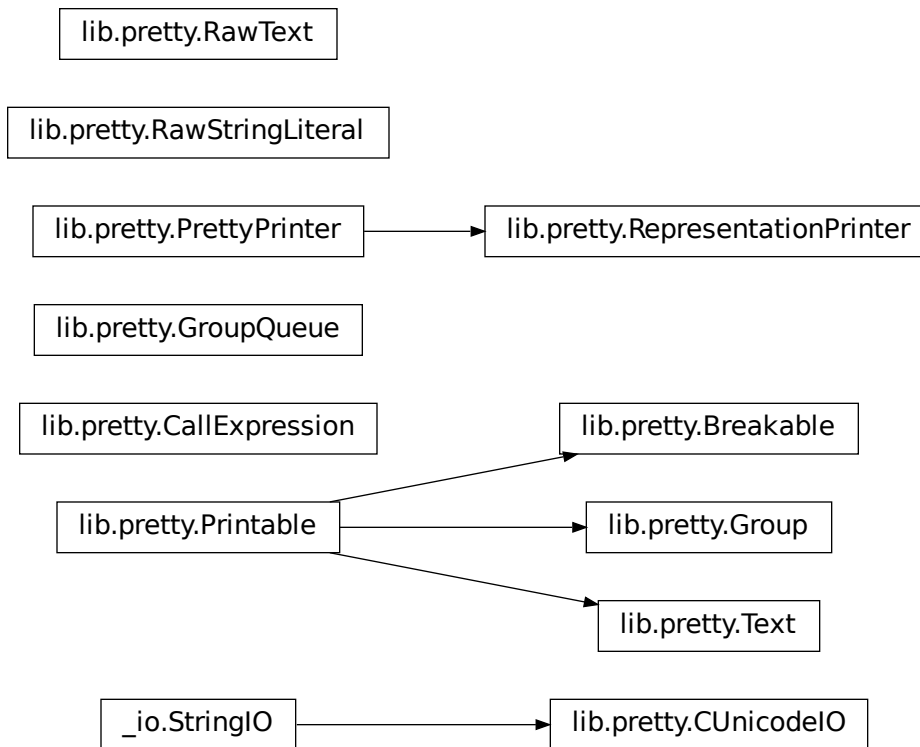 lib.pretty.RawText
lib.pretty.RawStringLiteral
lib.pretty.PrettyPrinter
lib.pretty.RepresentationPrinter
lib.pretty.GroupQueue
lib.pretty.CallExpression
lib.pretty.Breakable
lib.pretty.Printable
lib.pretty.Group
lib.pretty.Text
_io.StringIO
lib.pretty.CUnicodeIO